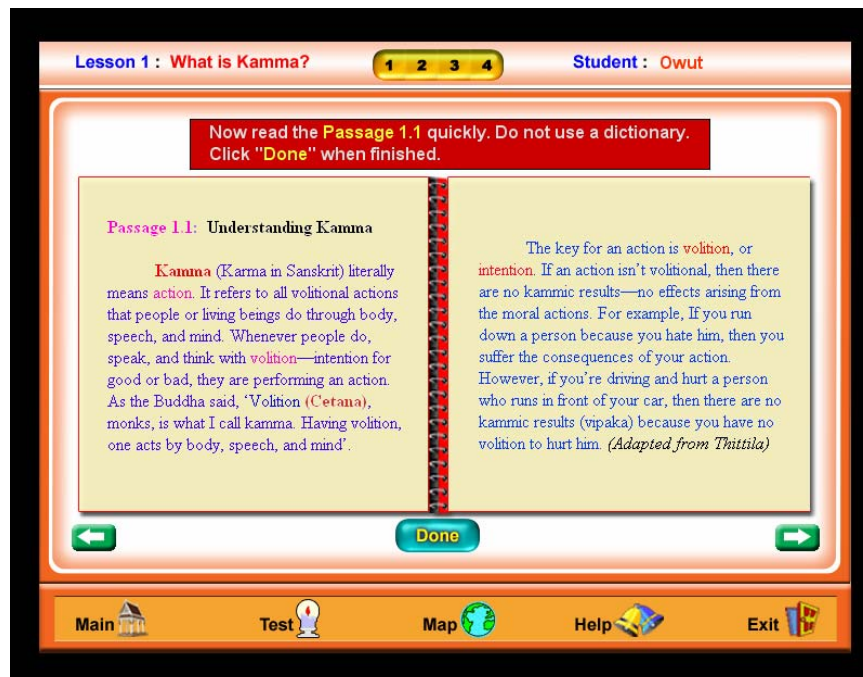 Lesson 1 : What is Kamma?
1 2 3 4
Student : Owut
Now read the Passage 1.1 quickly. Do not use a dictionary.
Click "Done" when finished.
Passage 1.1: Understanding Kamma
Kamma (Karma in Sanskrit) literally
means action. It refers to all volitional actions
that people or living beings do through body,
speech, and mind. Whenever people do,
speak, and think with volition—intention for
good or bad, they are performing an action.
As the Buddha said, ‘Volition (Cetana),
monks, is what I call kamma. Having volition,
one acts by body, speech, and mind’.
The key for an action is volition, or
intention. If an action isn’t volitional, then there
are no kammic results—no effects arising from
the moral actions. For example, If you run
down a person because you hate him, then you
suffer the consequences of your action.
However, if you’re driving and hurt a person
who runs in front of your car, then there are no
kammic results (vipaka) because you have no
volition to hurt him. (Adapted from Thittila)
Done
Main
Test
Map
Help
Exit